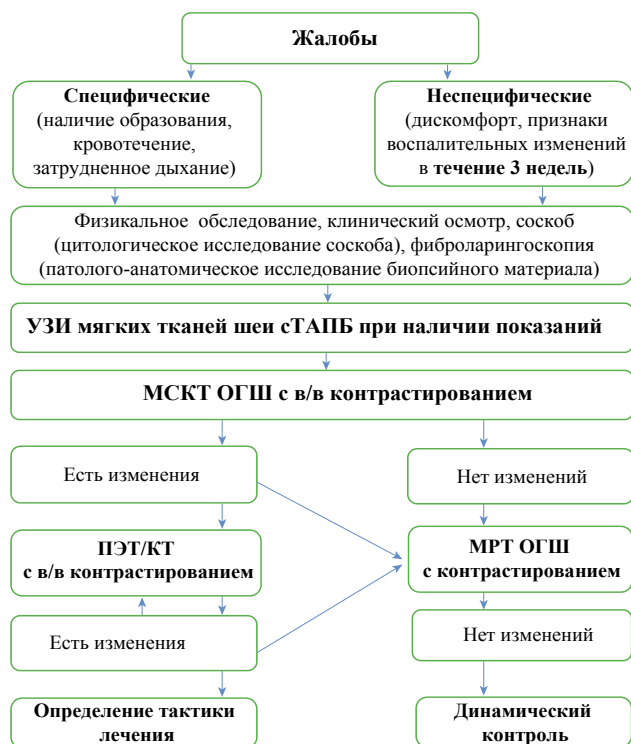 Жалобы
Специфические
(наличие образования,
кровотечение,
затрудненное дыхание)
Неспецифические
(дискомфорт, признаки
воспалительных изменений
в течение 3 недель)
Физикальное обследование, клинический осмотр, соскоб
(цитологическое исследование соскоба), фиброларингоскопия
(патолого-анатомическое исследование биопсийного материала)
УЗИ мягких тканей шеи сТАПБ при наличии показаний
МСКТ ОГШ с в/в контрастированием
Есть изменения
Нет изменений
ПЭТ/КТ
с в/в контрастированием
МРТ ОГШ
с контрастированием
Есть изменения
Нет изменений
Определение тактики
лечения
Динамический
контроль